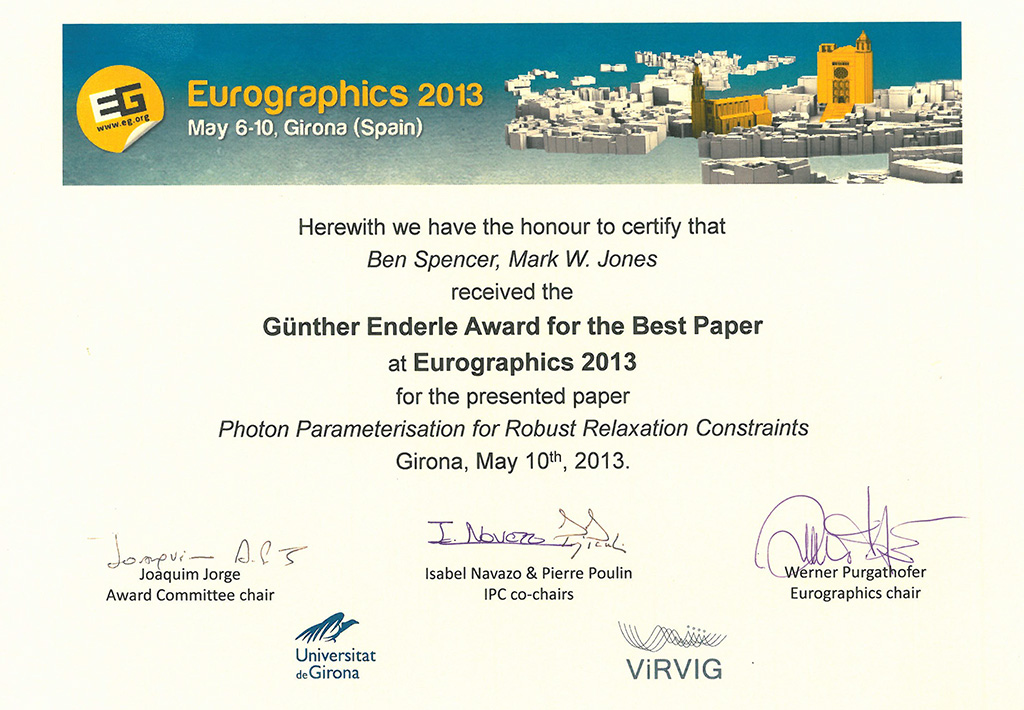 EG
www.eg.org
Eurographics 2013
May 6-10, Girona (Spain)
Herewith we have the honour to certify that
Ben Spencer, Mark W. Jones
received the
Günther Enderle Award for the Best Paper
at Eurographics 2013
for the presented paper
Photon Parameterisation for Robust Relaxation Constraints
Girona, May 10th, 2013.
I. Navazo
Joaquim Jorge
Award Committee chair
Isabel Navazo & Pierre Poulin
IPC co-chairs
Werner Purgathofer
Eurographics chair
Universitat
de Girona
ViRVIG